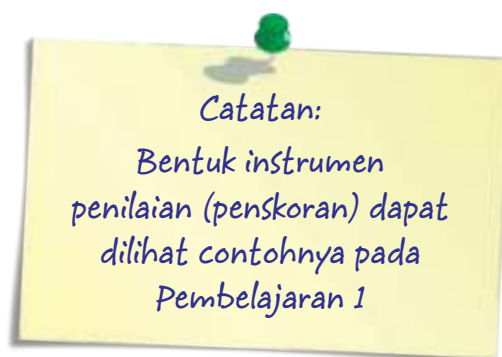 Catatan:
Bentuk instrumen
penilaian (penskoran) dapat
dilihat contohnya pada
Pembelajaran 1